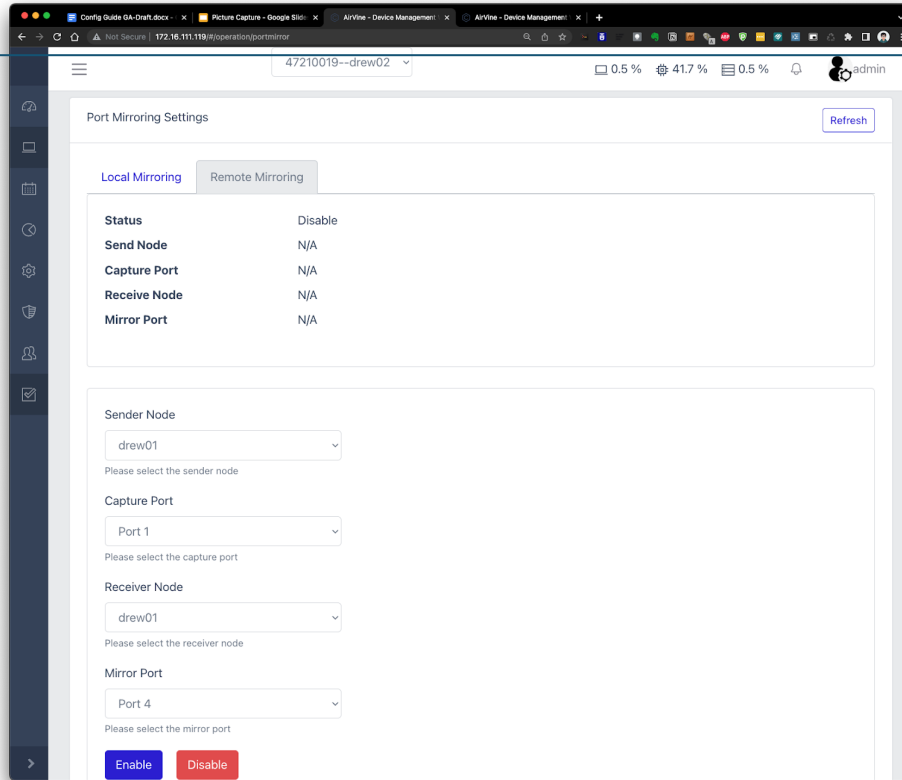 Config Guide GA-Draft.docx -
Picture Capture - Google Slide
AirVine - Device Management
AirVine - Device Management
Not Secure | 172.16.111.119/#/operation/portmirror
47210019--drew02
0.5 %
41.7 %
0.5 %
admin
Port Mirroring Settings
Refresh
Local Mirroring
Remote Mirroring
Status Disable
Send Node N/A
Capture Port N/A
Receive Node N/A
Mirror Port N/A
Sender Node
drew01
Please select the sender node
Capture Port
Port 1
Please select the capture port
Receiver Node
drew01
Please select the receiver node
Mirror Port
Port 4
Please select the mirror port
Enable Disable